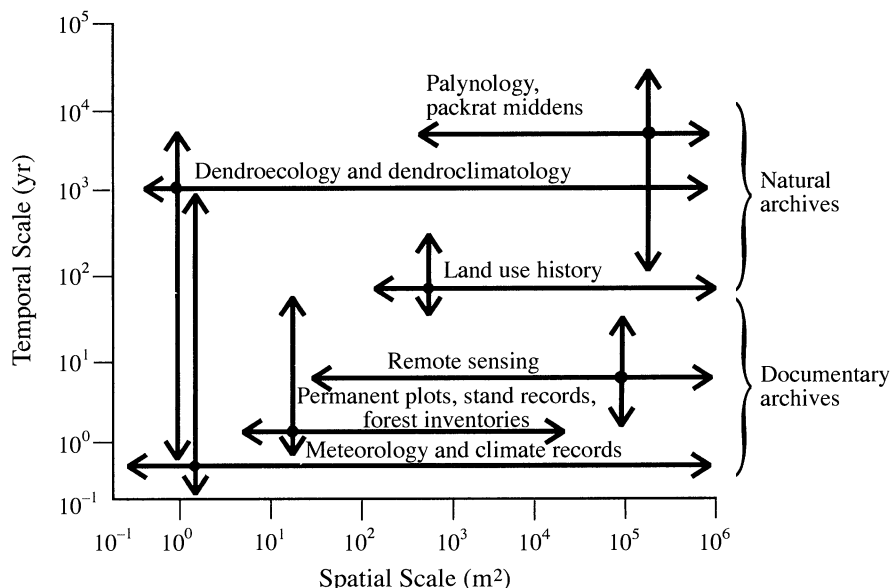 Temporal Scale (yr)
10⁵
10⁴
10³
10²
10¹
10⁰
10⁻¹
Palynology,
packrat middens
Dendroecology and dendroclimatology
Land use history
Remote sensing
Permanent plots, stand records,
forest inventories
Meteorology and climate records
Natural
archives
Documentary
archives
10⁻¹ 10⁰ 10¹ 10² 10³ 10⁴ 10⁵ 10⁶
Spatial Scale (m²)